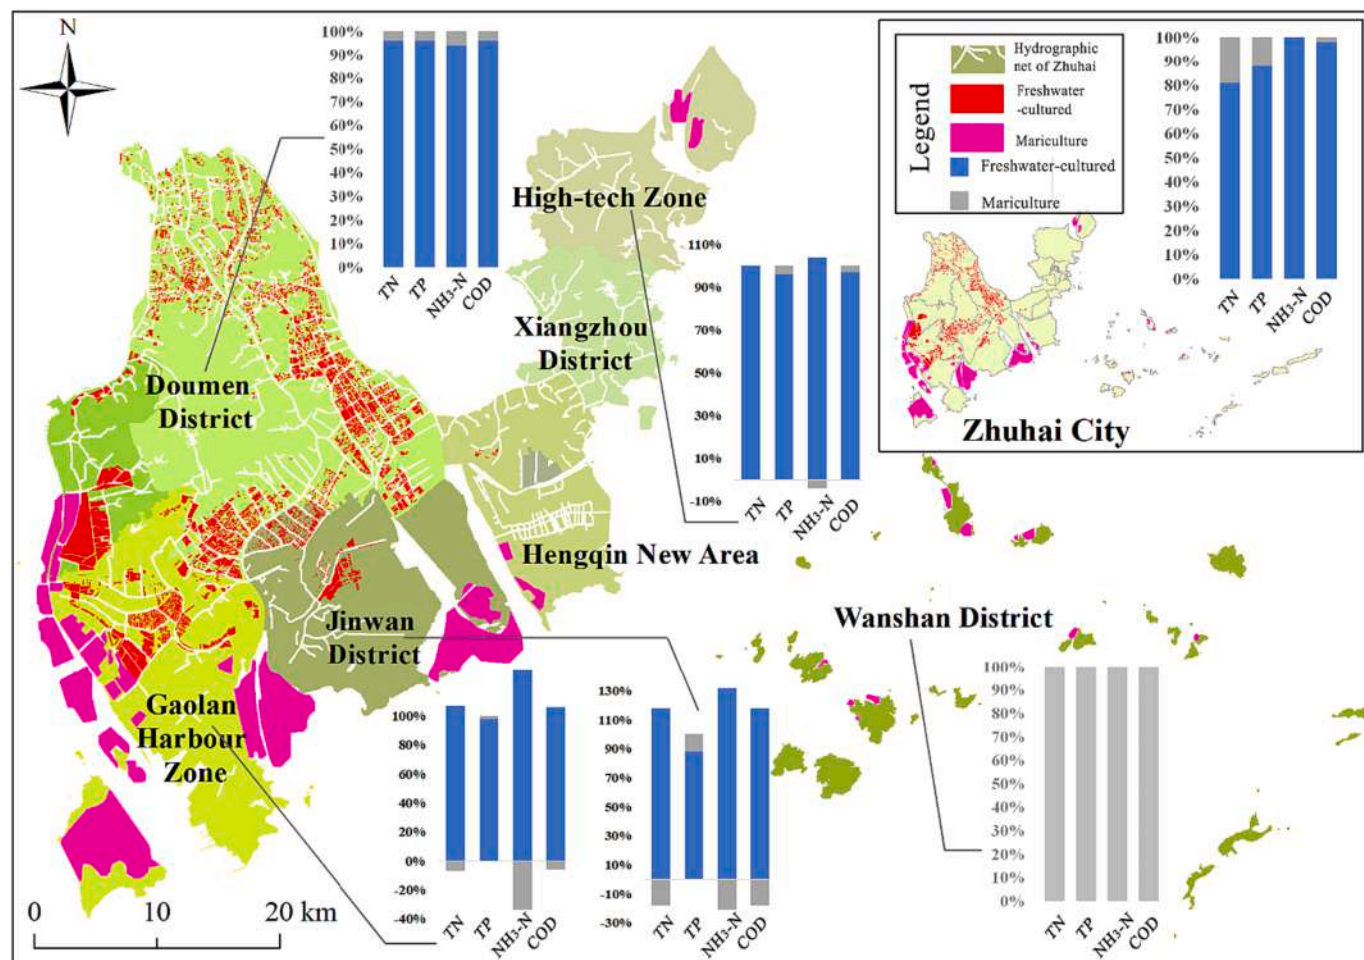 N
100%
90%
80%
70%
60%
50%
40%
30%
20%
10%
0%
TN
TP
NH3-N
COD
Legend
Hydrographic
net of Zhuhai
Freshwater
-cultured
Mariculture
Freshwater-cultured
Mariculture
100%
90%
80%
70%
60%
50%
40%
30%
20%
10%
0%
TN
TP
NH3-N
COD
Zhuhai City
High-tech Zone
110%
90%
70%
50%
30%
10%
-10%
TN
TP
NH3-N
COD
Xiangzhou
District
Doumen
District
Hengqin New Area
Jinwan
District
Wanshan District
100%
90%
80%
70%
60%
50%
40%
30%
20%
10%
0%
TN
TP
NH3-N
COD
Gaolan
Harbour
Zone
100%
80%
60%
40%
20%
0%
-20%
-40%
TN
TP
NH3-N
COD
130%
110%
90%
70%
50%
30%
10%
-10%
-30%
TN
TP
NH3-N
COD
0 10 20 km